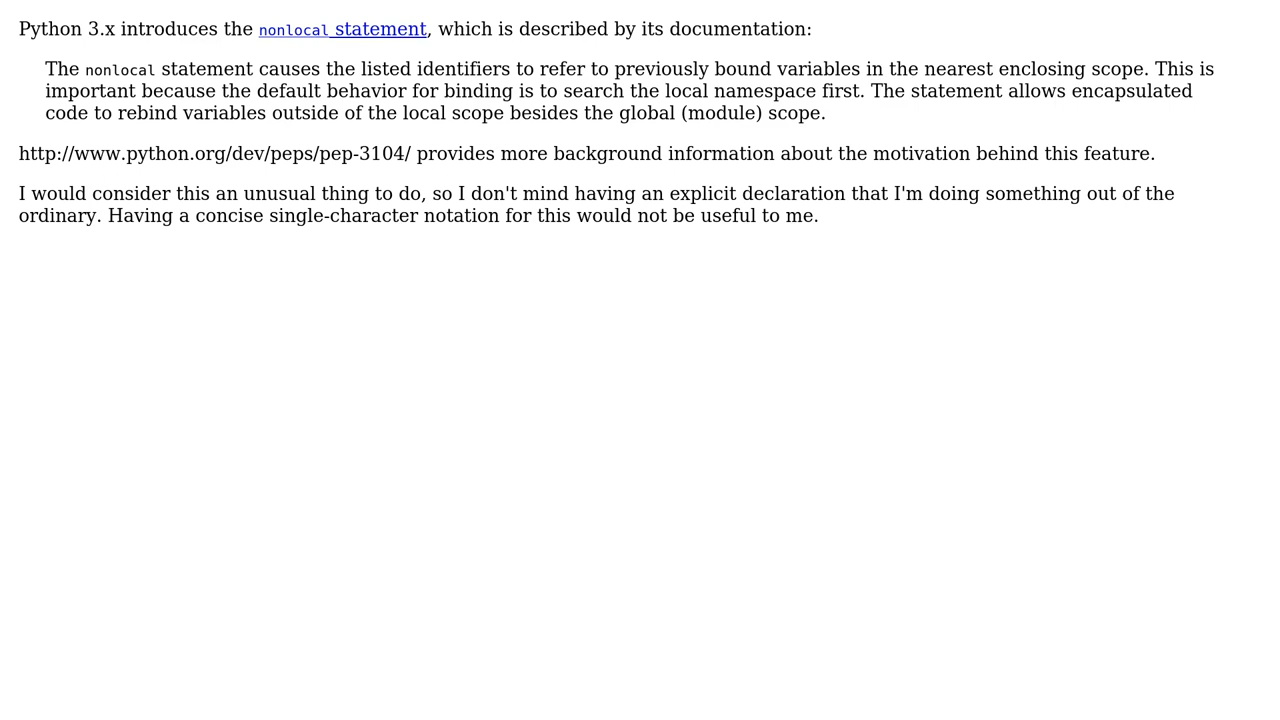 Python 3.x introduces the nonlocal statement, which is described by its documentation:
The nonlocal statement causes the listed identifiers to refer to previously bound variables in the nearest enclosing scope. This is
important because the default behavior for binding is to search the local namespace first. The statement allows encapsulated
code to rebind variables outside of the local scope besides the global (module) scope.
http://www.python.org/dev/peps/pep-3104/ provides more background information about the motivation behind this feature.
I would consider this an unusual thing to do, so I don't mind having an explicit declaration that I'm doing something out of the
ordinary. Having a concise single-character notation for this would not be useful to me.